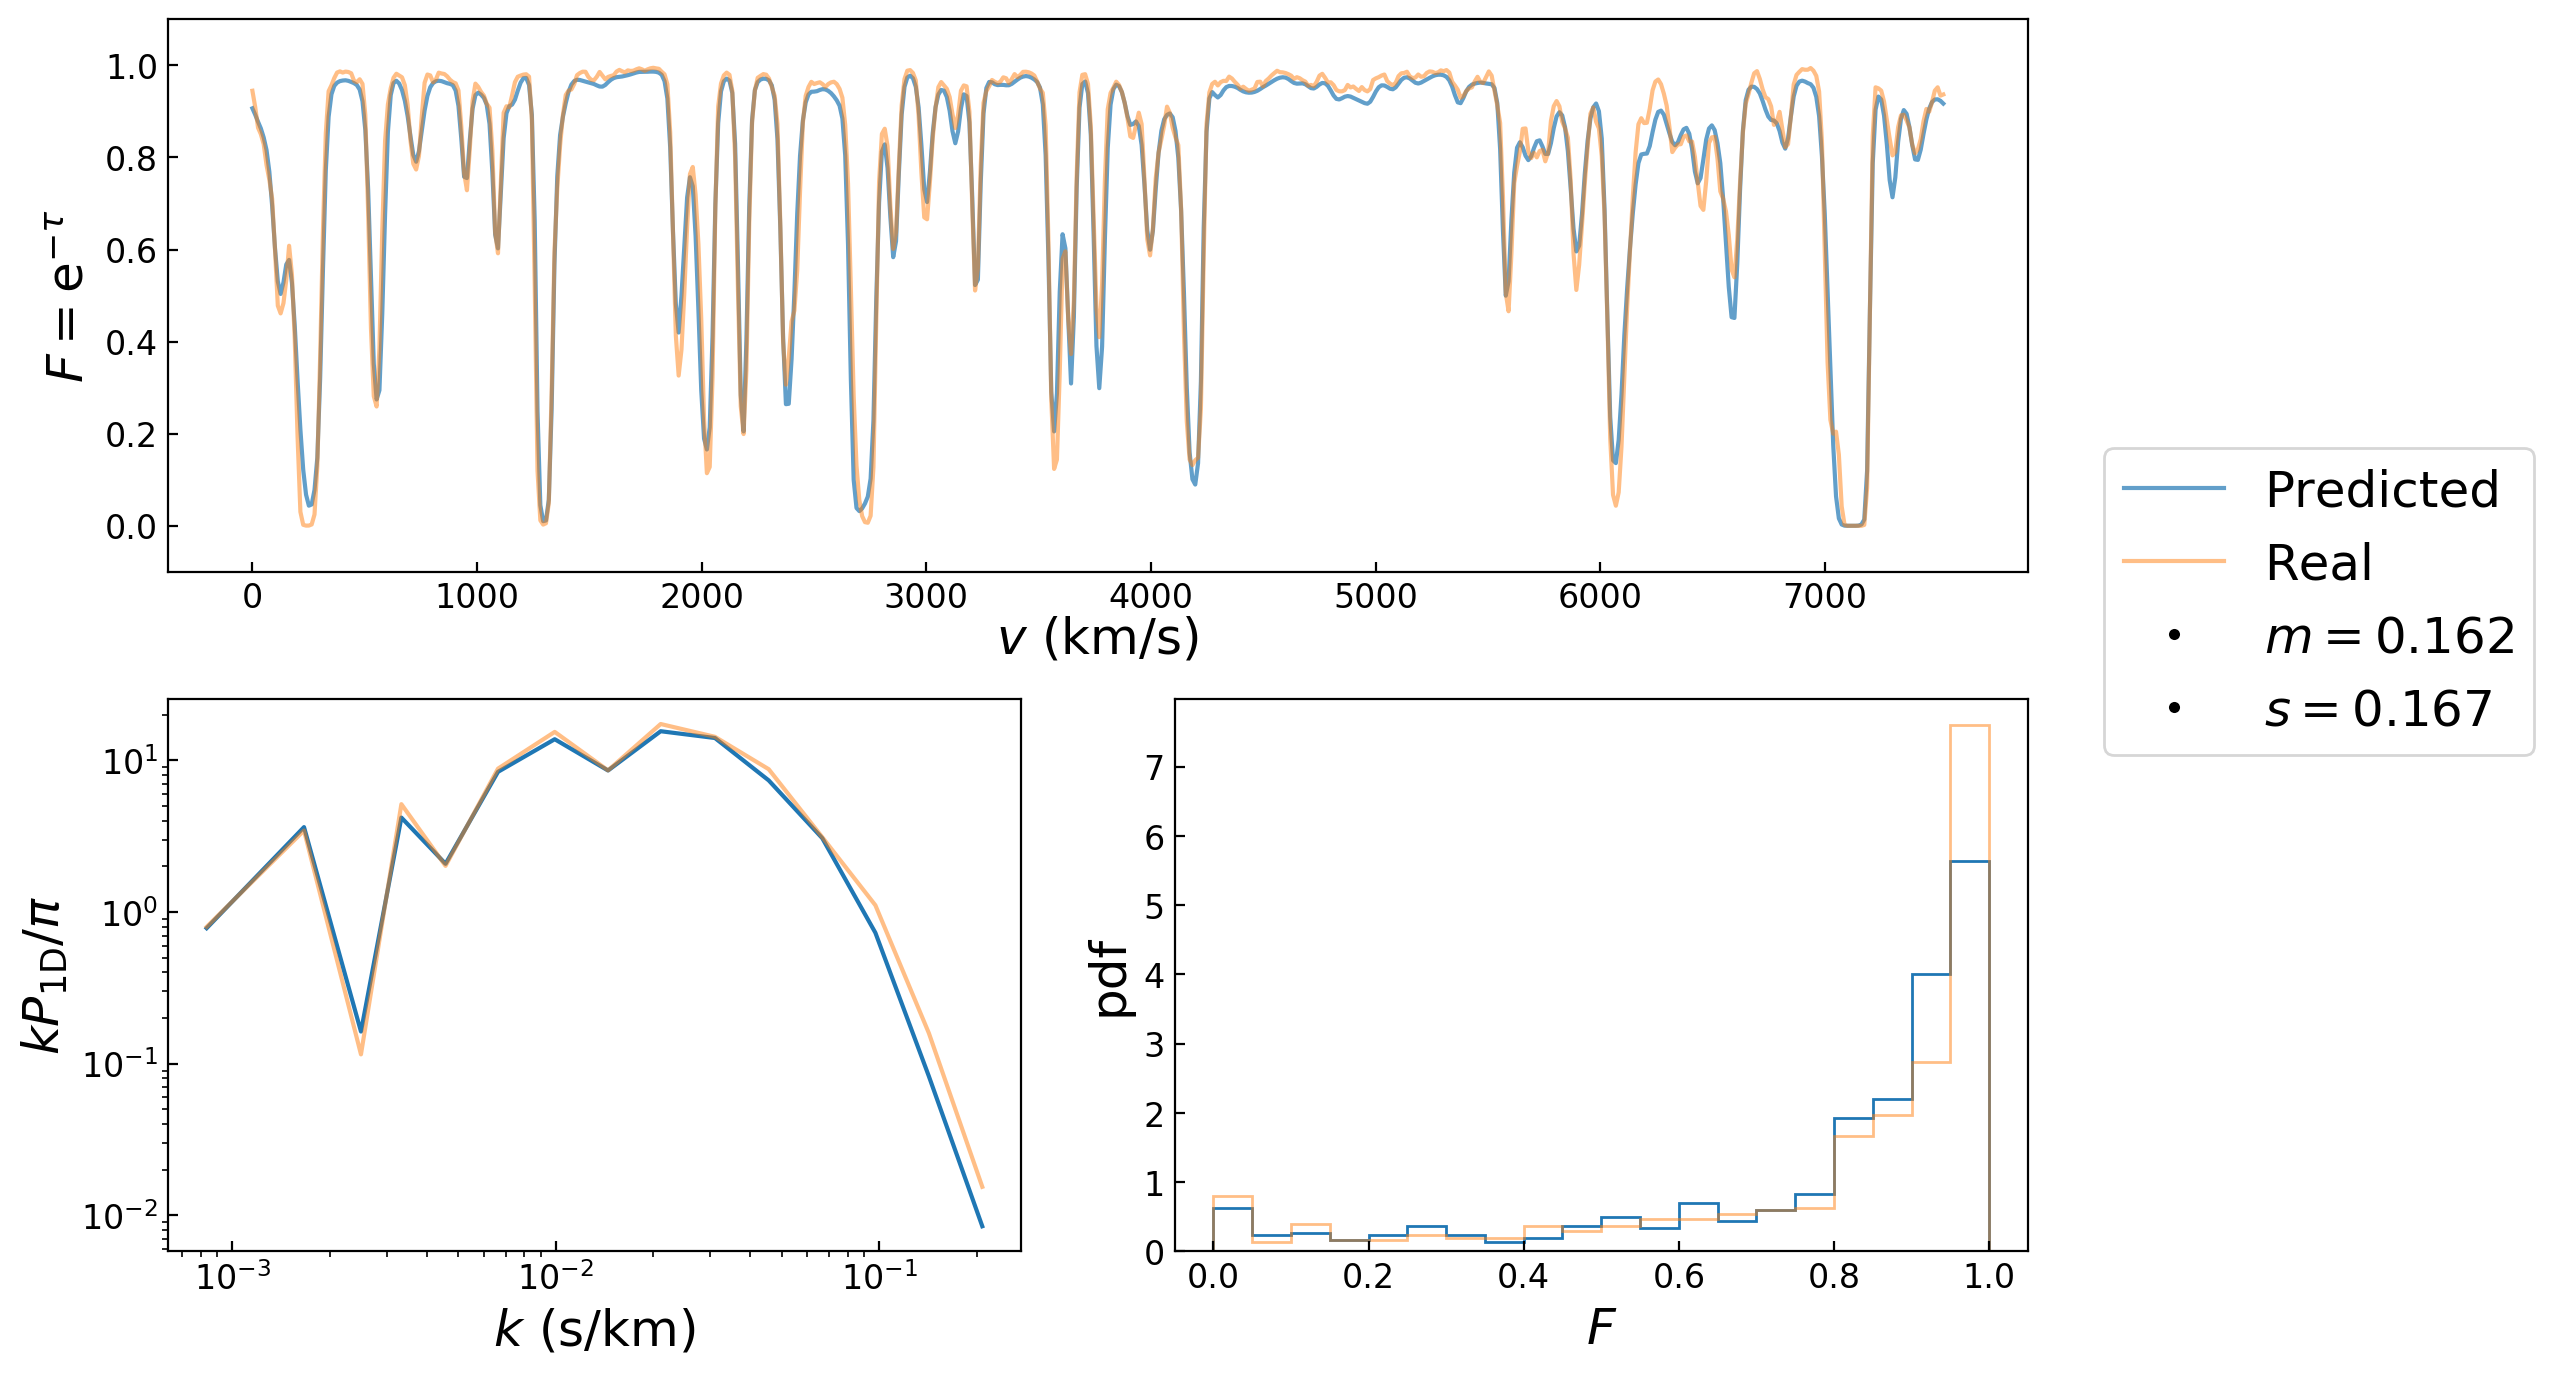 F = e^{−τ}
1.0
0.8
0.6
0.4
0.2
0.0
0 1000 2000 3000 4000 5000 6000 7000
v (km/s)
Predicted
Real
m = 0.162
s = 0.167
kP_{1D}/π
10^1
10^0
10^{−1}
10^{−2}
10^{−3} 10^{−2} 10^{−1}
k (s/km)
pdf
7
6
5
4
3
2
1
0
0.0 0.2 0.4 0.6 0.8 1.0
F